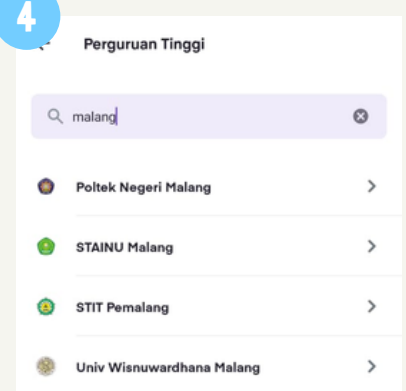 4
Perguruan Tinggi
malang
Poltek Negeri Malang
STAINU Malang
STIT Pemalang
Univ Wisnuwardhana Malang